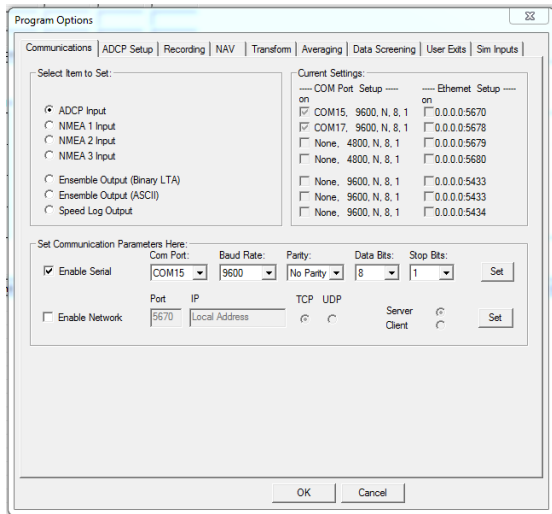 Program Options
Communications ADCP Setup Recording NAV Transform Averaging Data Screening User Exits Sim Inputs
Select Item to Set:
ADCP Input
NMEA 1 Input
NMEA 2 Input
NMEA 3 Input
Ensemble Output (Binary LTA)
Ensemble Output (ASCII)
Speed Log Output
Current Settings:
----- COM Port Setup ----- ----- Ethernet Setup -----
on on
COM15, 9600, N, 8, 1 0.0.0.0:5670
COM17, 9600, N, 8, 1 0.0.0.0:5678
None, 4800, N, 8, 1 0.0.0.0:5679
None, 4800, N, 8, 1 0.0.0.0:5680
None, 9600, N, 8, 1 0.0.0.0:5433
None, 9600, N, 8, 1 0.0.0.0:5433
None, 9600, N, 8, 1 0.0.0.0:5434
Set Communication Parameters Here:
Com Port: Baud Rate: Parity: Data Bits: Stop Bits:
Enable Serial COM15 9600 No Parity 8 1 Set
Port IP TCP UDP
Enable Network 5670 Local Address Server Client Set
OK Cancel